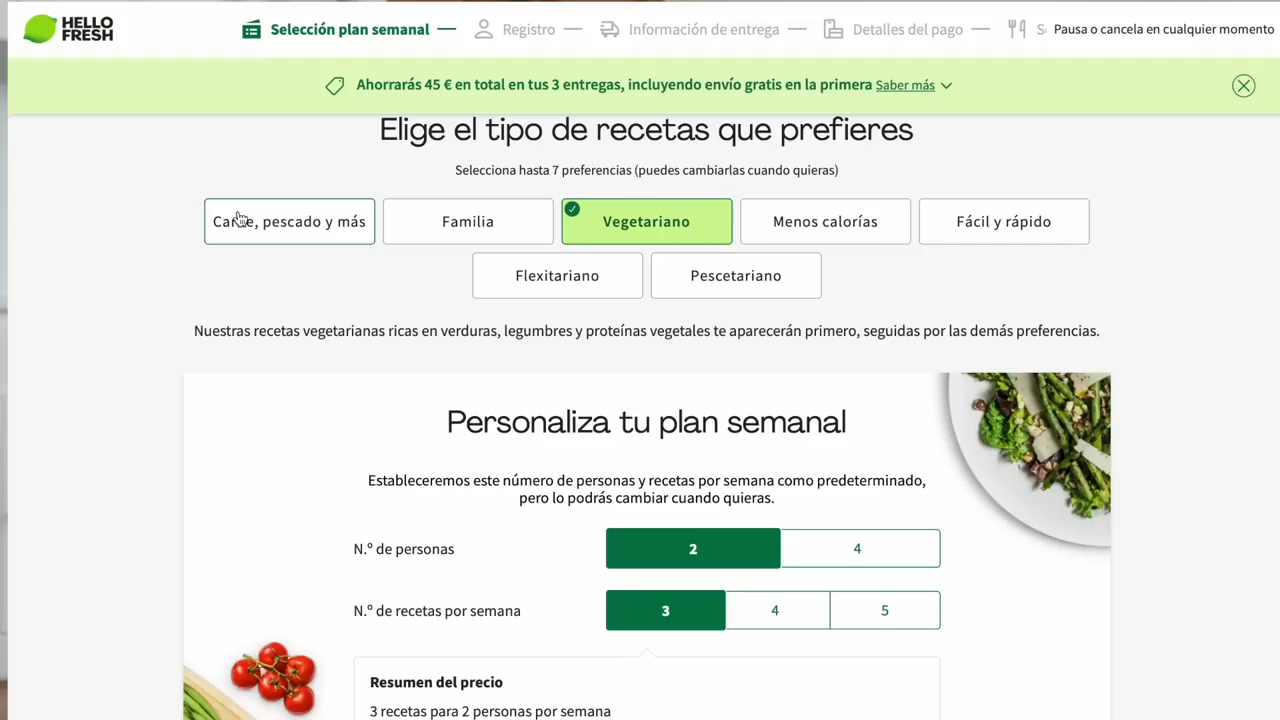 HELLO
FRESH
Selección plan semanal
Registro
Información de entrega
Detalles del pago
Pausa o cancela en cualquier momento
Ahorrarás 45 € en total en tus 3 entregas, incluyendo envío gratis en la primera Saber más
Elige el tipo de recetas que prefieres
Selecciona hasta 7 preferencias (puedes cambiarlas cuando quieras)
Carne, pescado y más
Familia
Vegetariano
Menos calorías
Fácil y rápido
Flexitariano
Pescetariano
Nuestras recetas vegetarianas ricas en verduras, legumbres y proteínas vegetales te aparecerán primero, seguidas por las demás preferencias.
Personaliza tu plan semanal
Estableceremos este número de personas y recetas por semana como predeterminado,
pero lo podrás cambiar cuando quieras.
N.º de personas
2
4
N.º de recetas por semana
3
4
5
Resumen del precio
3 recetas para 2 personas por semana